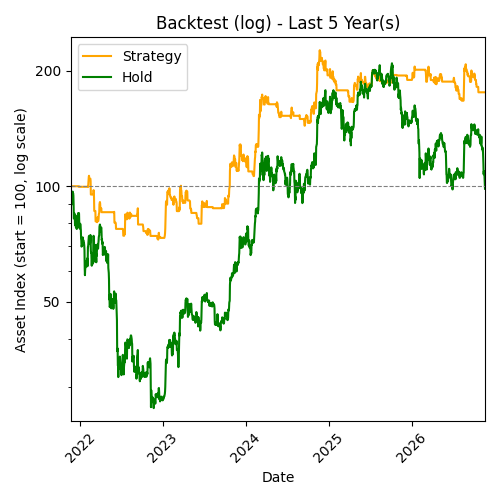 Backtest (log) - Last 5 Year(s)
Strategy
Hold
200
100
50
Asset Index (start = 100, log scale)
2022
2023
2024
2025
2026
Date